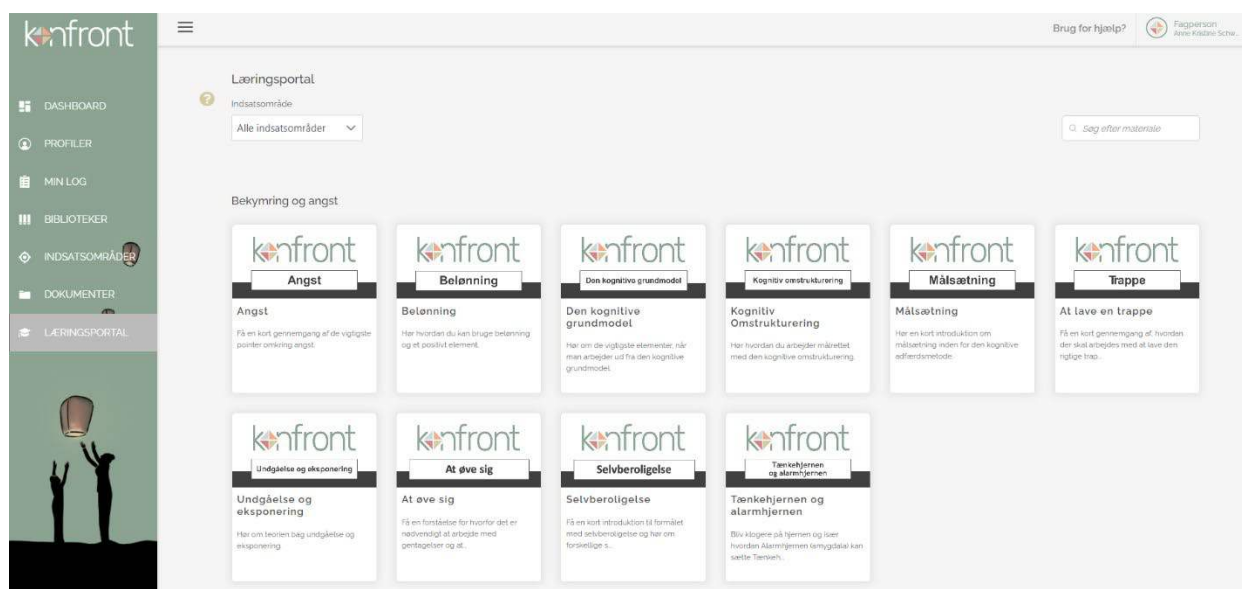 konfront
Brug for hjælp?
Fagperson
Anne Kristine Schw..
DASHBOARD
PROFILER
MIN LOG
BIBLIOTEKER
INDSATSOMRÅDER
DOKUMENTER
LÆRINGSPORTAL
Læringsportal
Indsatsområde
Alle indsatsområder
Søg efter materiale
Bekymring og angst
konfront
Angst
Angst
Få en kort gennemgang af de vigtigste
pointer omkring angst.
konfront
Belønning
Belønning
Hør hvordan du kan bruge belønning
og et positivt element.
konfront
Den kognitive grundmodel
Den kognitive
grundmodel
Hør om de vigtigste elementer, når
man arbejder ud fra den kognitive
grundmodel.
konfront
Kognitiv omstrukturering
Kognitiv
Omstrukturering
Hør hvordan du arbejder målrettet
med den kognitive omstrukturering.
konfront
Målsætning
Målsætning
Hør en kort introduktion om
målsætning inden for den kognitive
adfærdsmetode.
konfront
Trappe
At lave en trappe
Få en kort gennemgang af, hvordan
der skal arbejdes med at lave den
rigtige trap...
konfront
Undgåelse og eksponering
Undgåelse og
eksponering
Hør om teorien bag undgåelse og
eksponering
konfront
At øve sig
At øve sig
Få en forståelse for hvorfor det er
nødvendigt at arbejde med
gentagelser og at...
konfront
Selvberoligelse
Selvberoligelse
Få en kort introduktion til formålet
med selvberoligelse og hør om
forskellige s...
konfront
Tænkehjernen
og alarmhjernen
Tænkehjernen og
alarmhjernen
Bliv klogere på hjernen og især
hvordan Alarmhjernen (amygdala) kan
sætte Tænkeh...